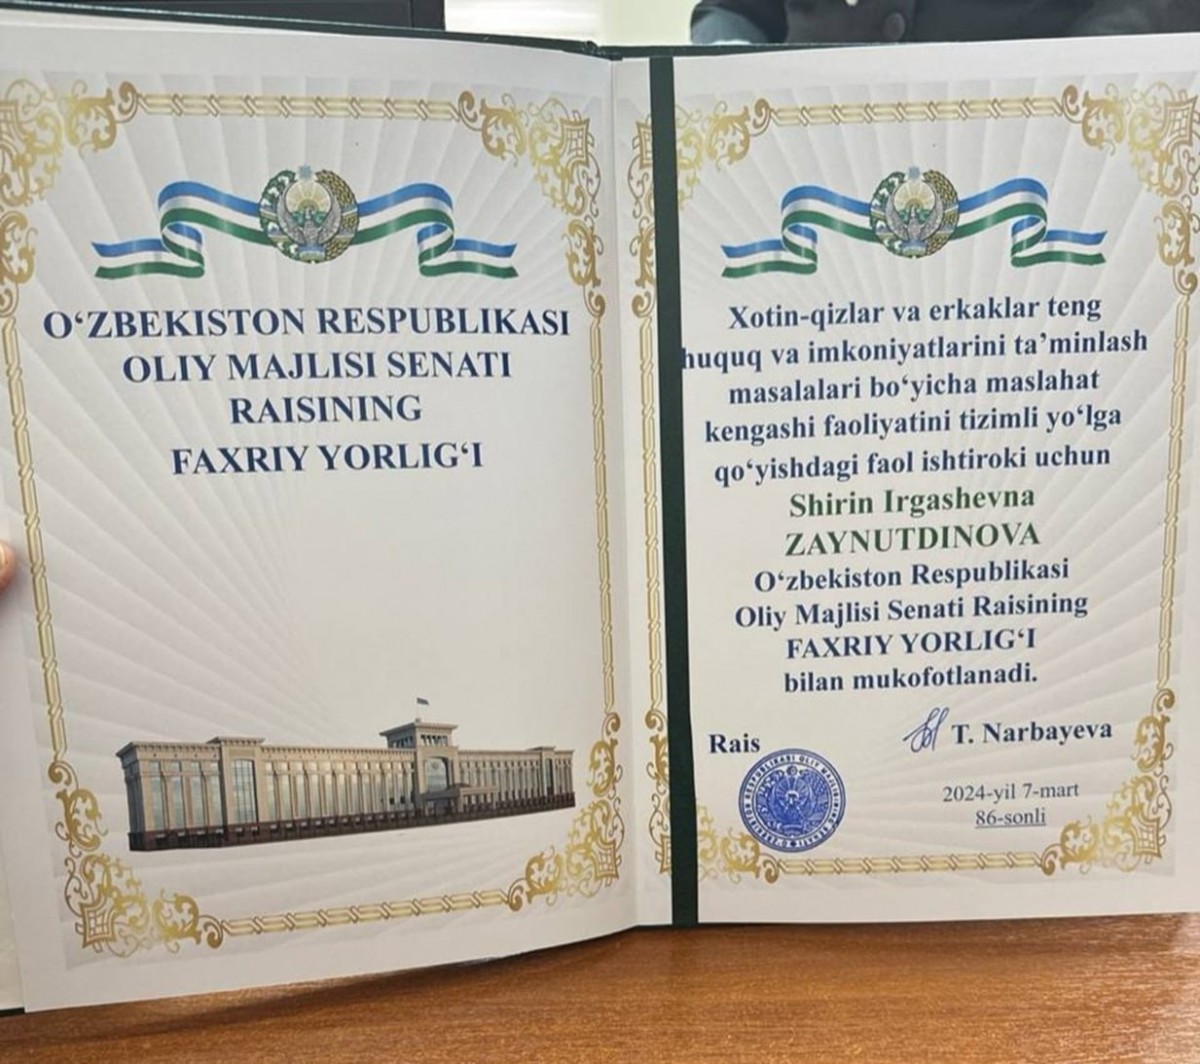 O‘ZBEKISTON RESPUBLIKASI
OLIY MAJLISI SENATI
RAISINING
FAXRIY YORLIG‘I
Xotin-qizlar va erkaklar teng
huquq va imkoniyatlarini ta’minlash
masalalari bo‘yicha maslahat
kengashi faoliyatini tizimli yo‘lga
qo‘yishdagi faol ishtiroki uchun
Shirin Irgashevna
ZAYNUTDINOVA
O‘zbekiston Respublikasi
Oliy Majlisi Senati Raisining
FAXRIY YORLIG‘I
bilan mukofotlanadi.
Rais
T. Narbayeva
2024-yil 7-mart
86-sonli